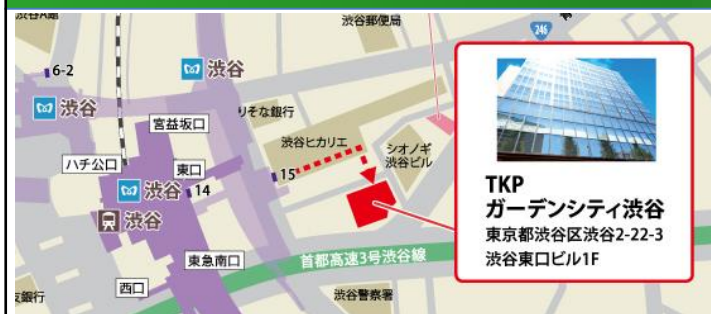 渋谷郵便局
246
6-2
渋谷
渋谷
宮益坂口
りそな銀行
渋谷ヒカリエ
シオノギ
渋谷ビル
ハチ公口
東口
15
渋谷
14
渋谷
東急南口
首都高速3号渋谷線
西口
渋谷警察署
TKP
ガーデンシティ渋谷
東京都渋谷区渋谷2-22-3
渋谷東口ビル1F